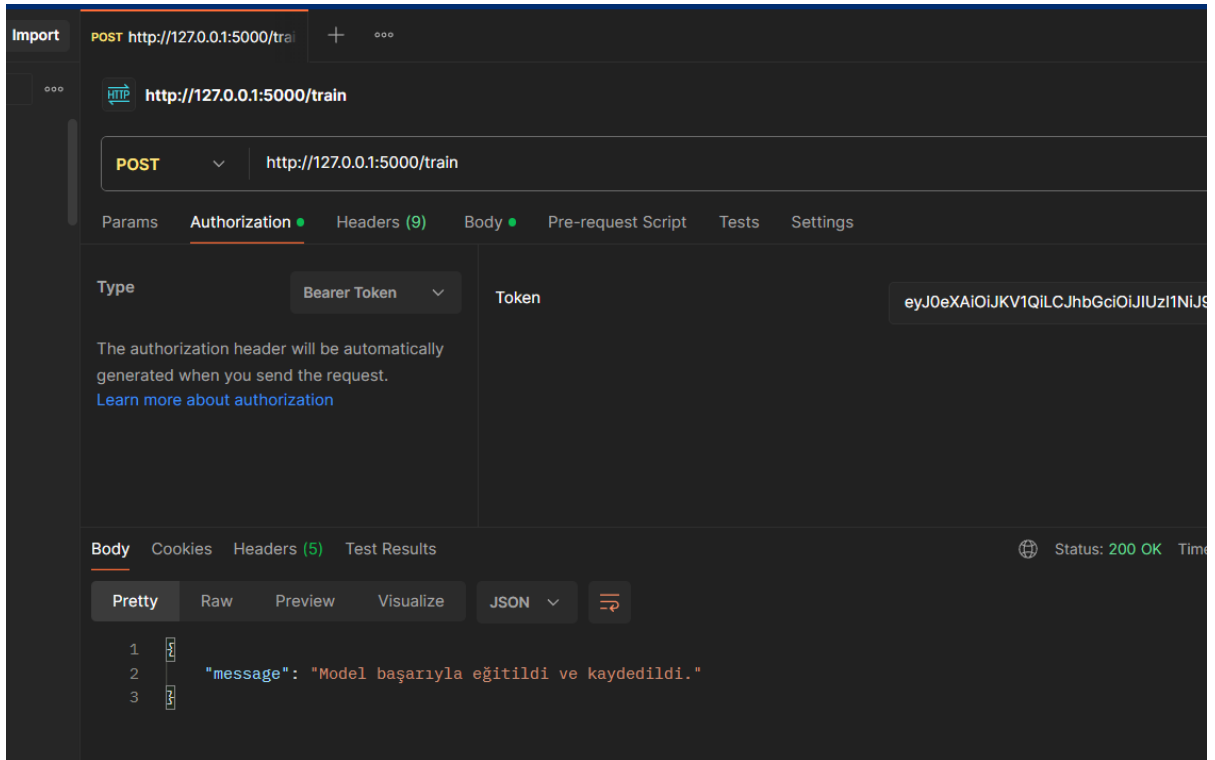 Import
POST http://127.0.0.1:5000/trai
HTTP http://127.0.0.1:5000/train
POST http://127.0.0.1:5000/train
Params Authorization Headers (9) Body Pre-request Script Tests Settings
Type Bearer Token Token eyJ0eXAiOiJKV1QiLCJhbGciOiJIUzI1NiJ9
The authorization header will be automatically
generated when you send the request.
Learn more about authorization
Body Cookies Headers (5) Test Results Status: 200 OK Time
Pretty Raw Preview Visualize JSON
1 {
2 "message": "Model başarıyla eğitildi ve kaydedildi."
3 }